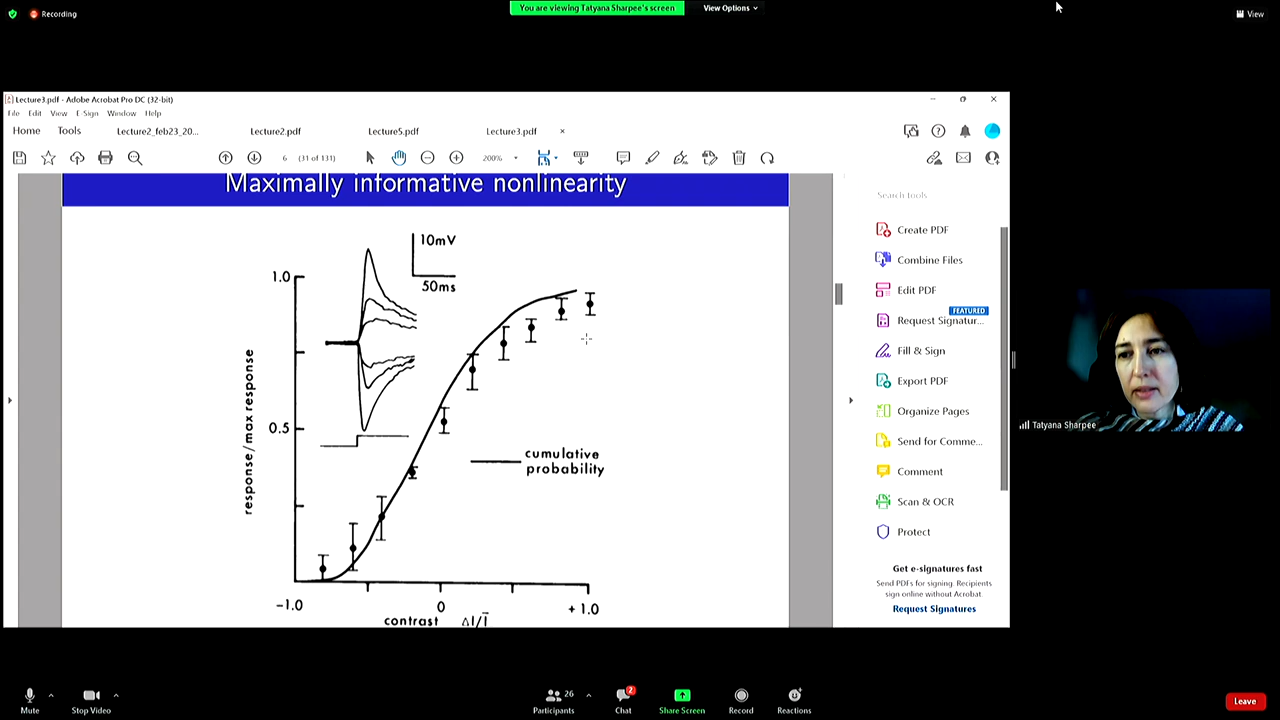 Recording
You are viewing Tatyana Sharpee's screen
View Options
View
Lecture3.pdf - Adobe Acrobat Pro DC (32-bit)
File Edit View E-Sign Window Help
Home Tools Lecture2_feb23_20... Lecture2.pdf Lecture5.pdf Lecture3.pdf ×
6 (31 of 131) 200%
Maximally informative nonlinearity
Search tools
10mV
50ms
1.0
0.5
response/max response
cumulative
probability
-1.0 0 +1.0
contrast ΔI/Ī
Create PDF
Combine Files
Edit PDF
FEATURED
Request Signatur...
Fill & Sign
Export PDF
Organize Pages
Send for Comme...
Comment
Scan & OCR
Protect
Get e-signatures fast
Send PDFs for signing. Recipients
sign online without Acrobat.
Request Signatures
Tatyana Sharpee
Mute
Stop Video
26
Participants
2
Chat
Share Screen
Record
Reactions
Leave